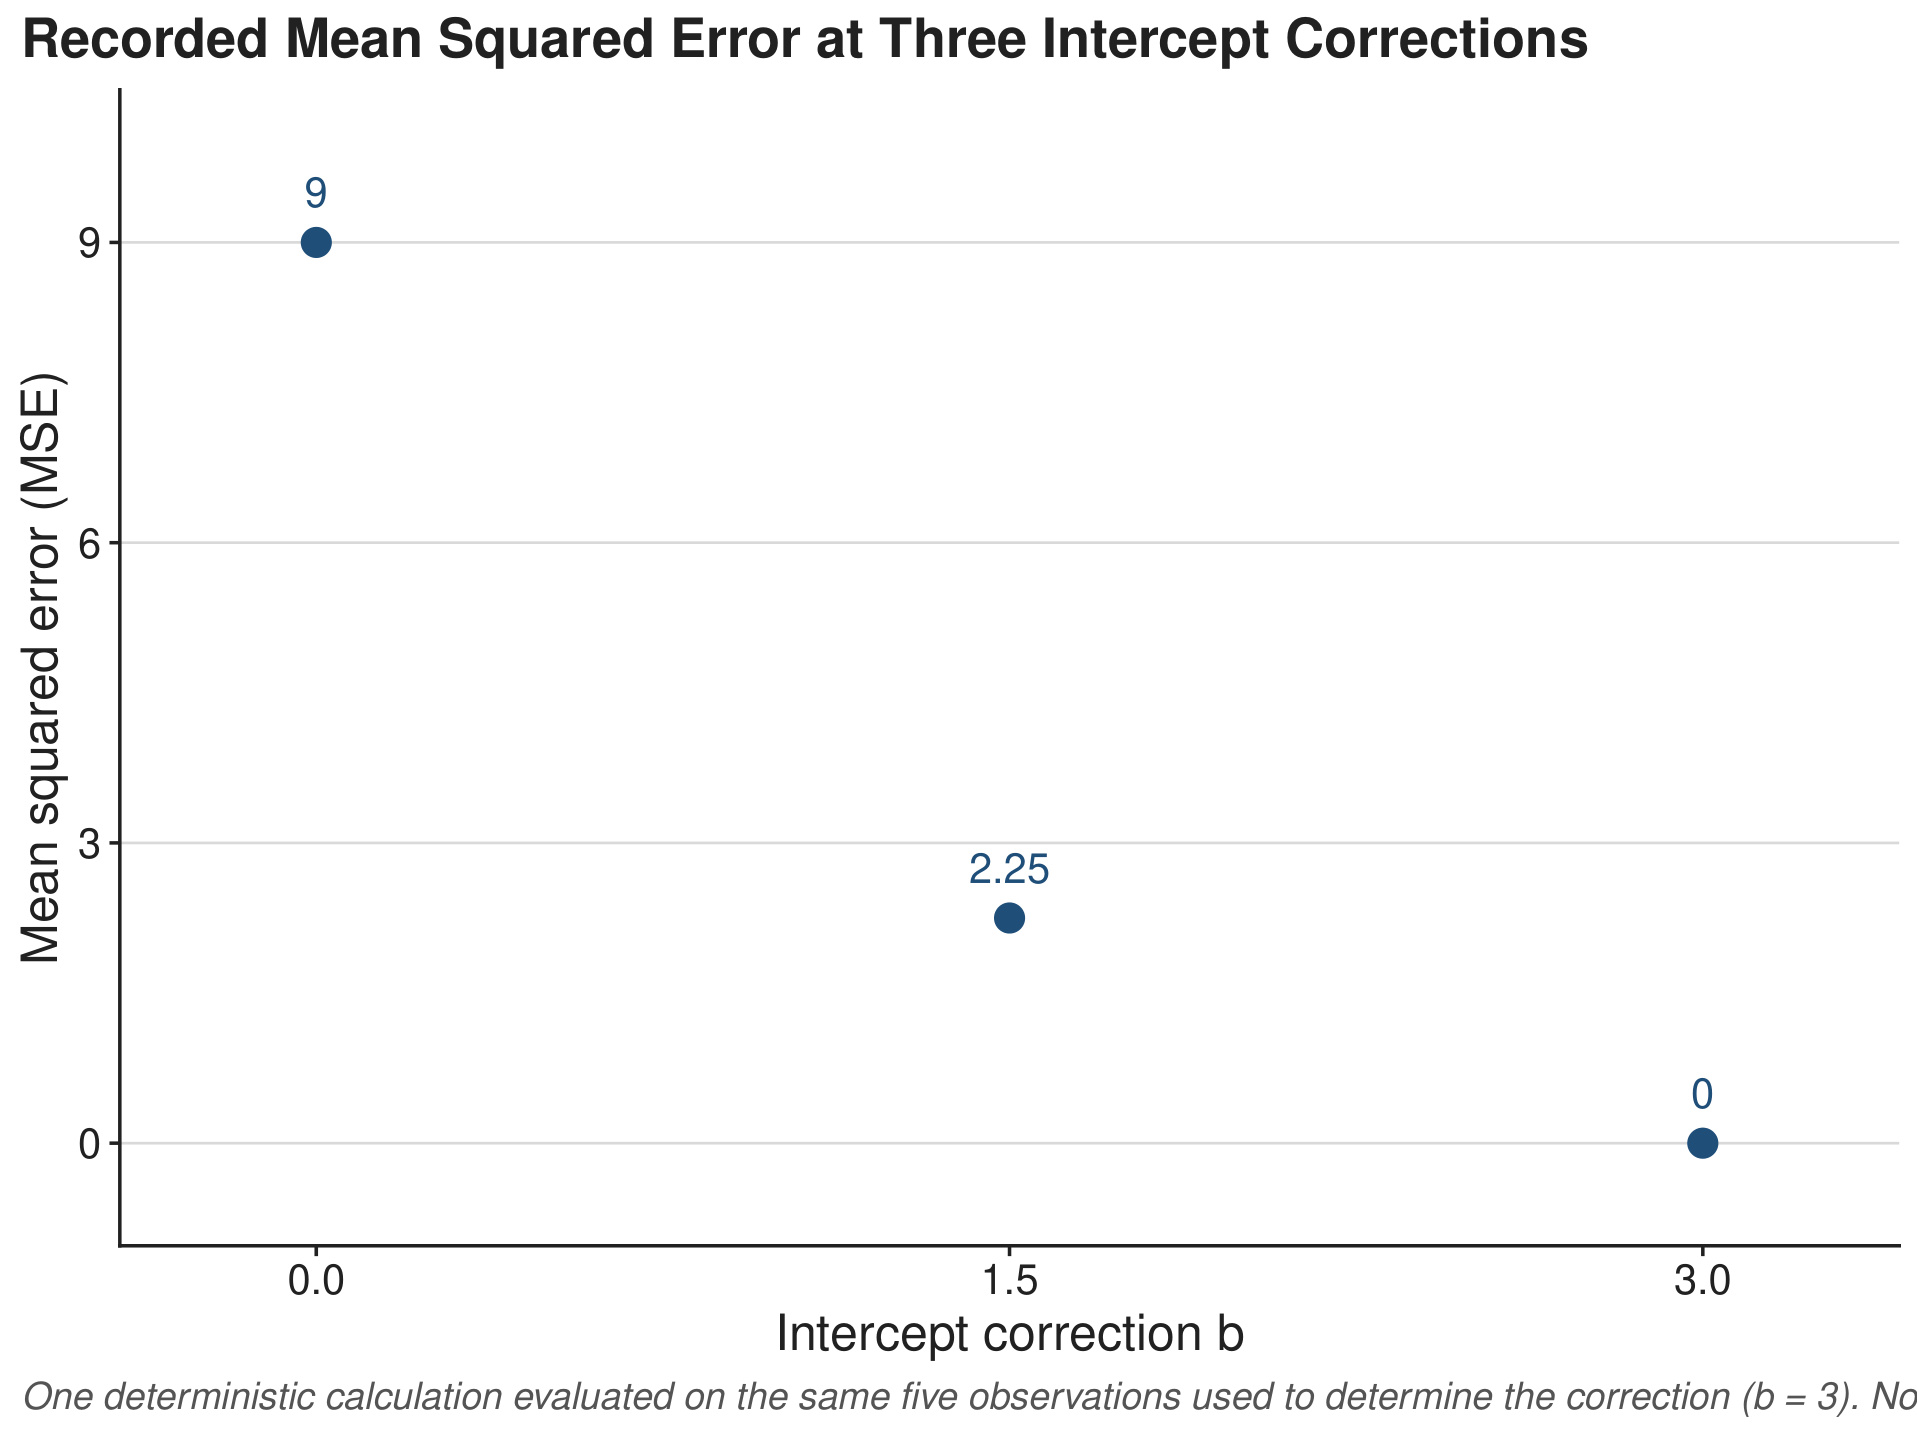 Recorded Mean Squared Error at Three Intercept Corrections
9
9
6
Mean squared error (MSE)
3
2.25
0
0
0.0 1.5 3.0
Intercept correction b
One deterministic calculation evaluated on the same five observations used to determine the correction (b = 3). No